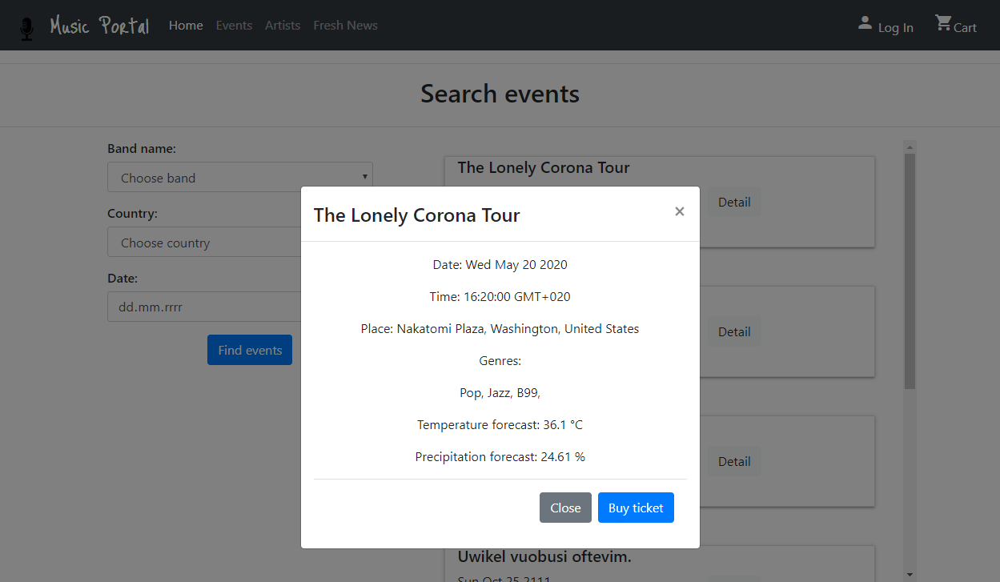 Music Portal Home Events Artists Fresh News Log In Cart
Search events
Band name:
Choose band
Country:
Choose country
Date:
dd.mm.rrrr
Find events
The Lonely Corona Tour
Detail
Detail
Detail
Uwikel vuobusi oftevim.
Sun Oct 25 2111
The Lonely Corona Tour ×
Date: Wed May 20 2020
Time: 16:20:00 GMT+020
Place: Nakatomi Plaza, Washington, United States
Genres:
Pop, Jazz, B99,
Temperature forecast: 36.1 °C
Precipitation forecast: 24.61 %
Close Buy ticket